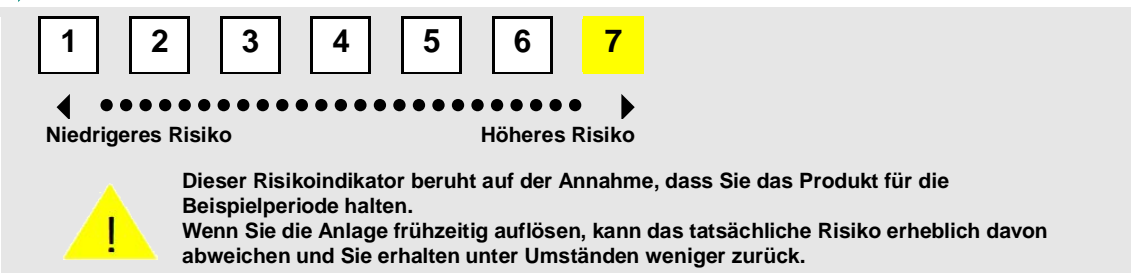 1 2 3 4 5 6 7
Niedrigeres Risiko Höheres Risiko
!
Dieser Risikoindikator beruht auf der Annahme, dass Sie das Produkt für die
Beispielperiode halten.
Wenn Sie die Anlage frühzeitig auflösen, kann das tatsächliche Risiko erheblich davon
abweichen und Sie erhalten unter Umständen weniger zurück.